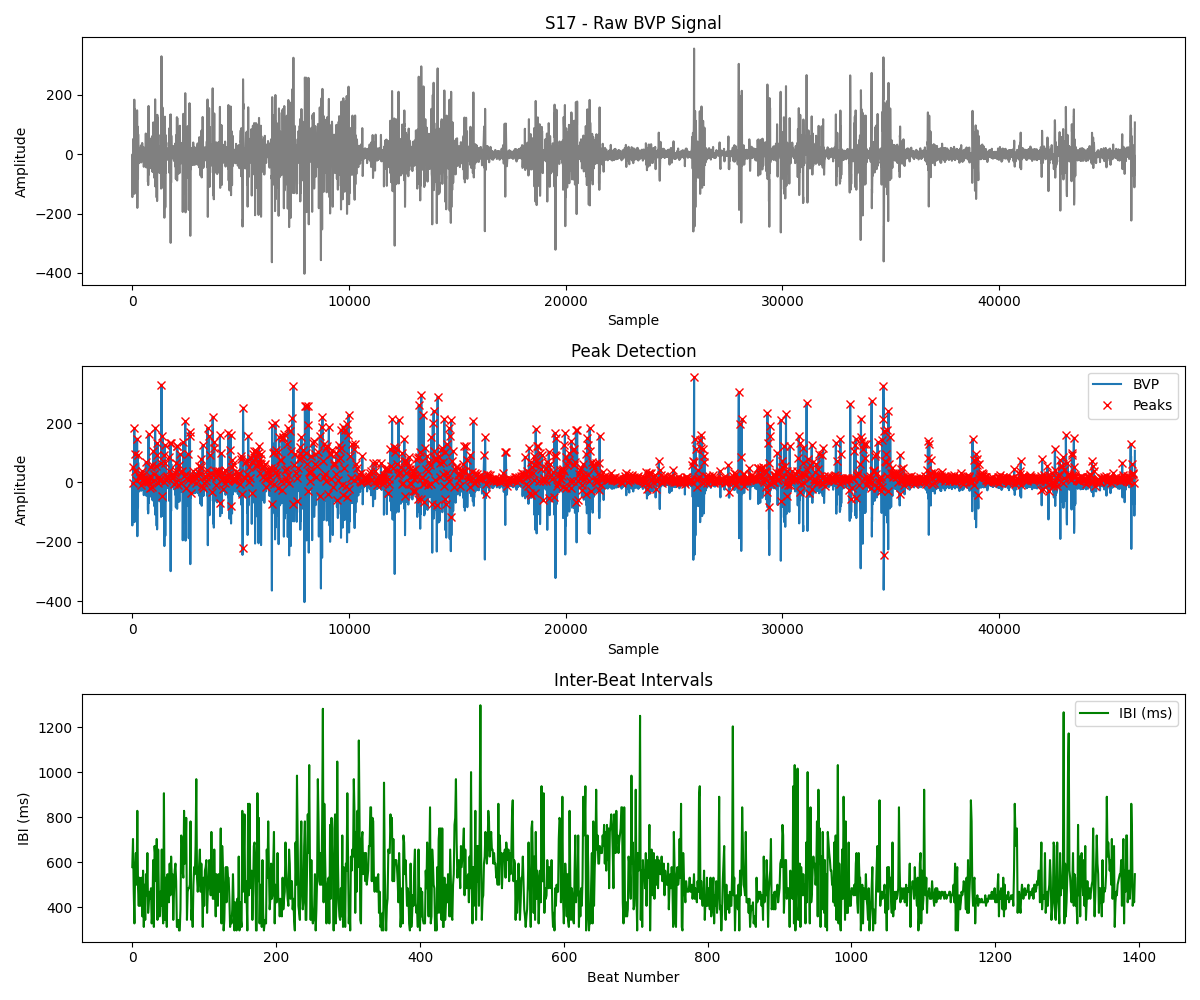 S17 - Raw BVP Signal
200
0
−200
−400
Amplitude
0
10000
20000
30000
40000
Sample
Peak Detection
BVP
Peaks
200
0
−200
−400
Amplitude
0
10000
20000
30000
40000
Sample
Inter-Beat Intervals
IBI (ms)
1200
1000
800
600
400
IBI (ms)
0
200
400
600
800
1000
1200
1400
Beat Number